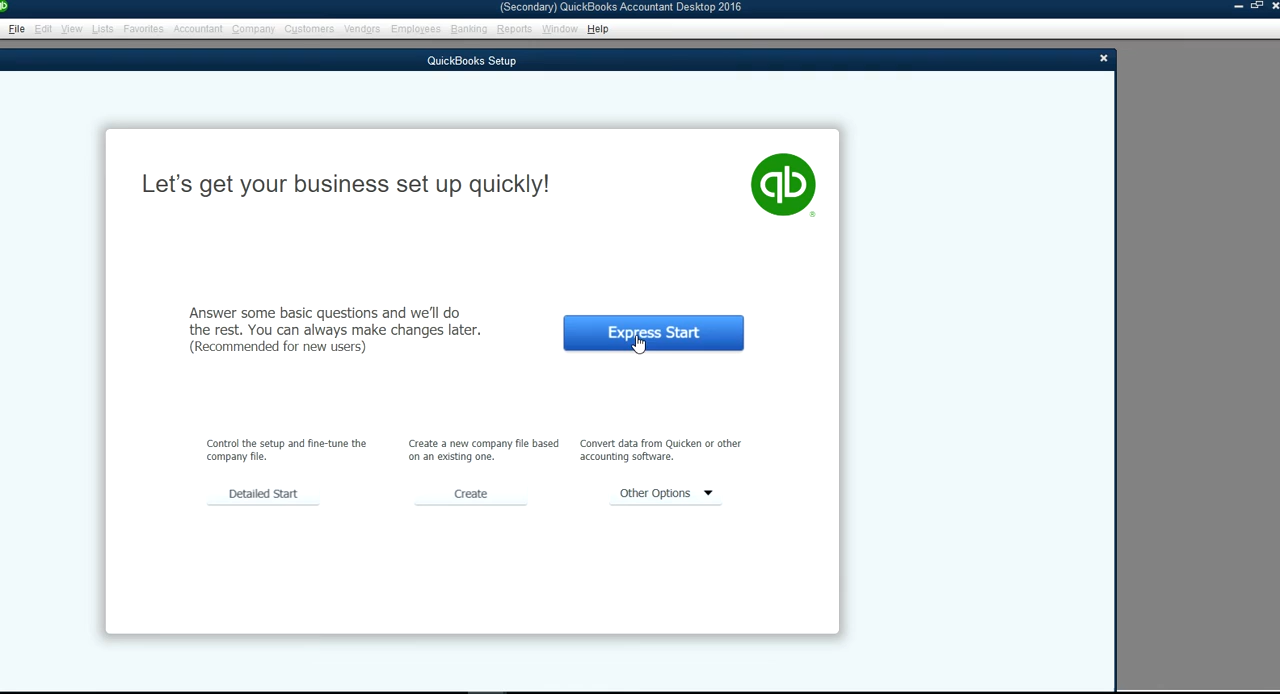 (Secondary) QuickBooks Accountant Desktop 2016
File Edit View Lists Favorites Accountant Company Customers Vendors Employees Banking Reports Window Help
QuickBooks Setup
Let's get your business set up quickly!
qb
®
Answer some basic questions and we'll do
the rest. You can always make changes later.
(Recommended for new users)
Express Start
Control the setup and fine-tune the
company file.
Detailed Start
Create a new company file based
on an existing one.
Create
Convert data from Quicken or other
accounting software.
Other Options